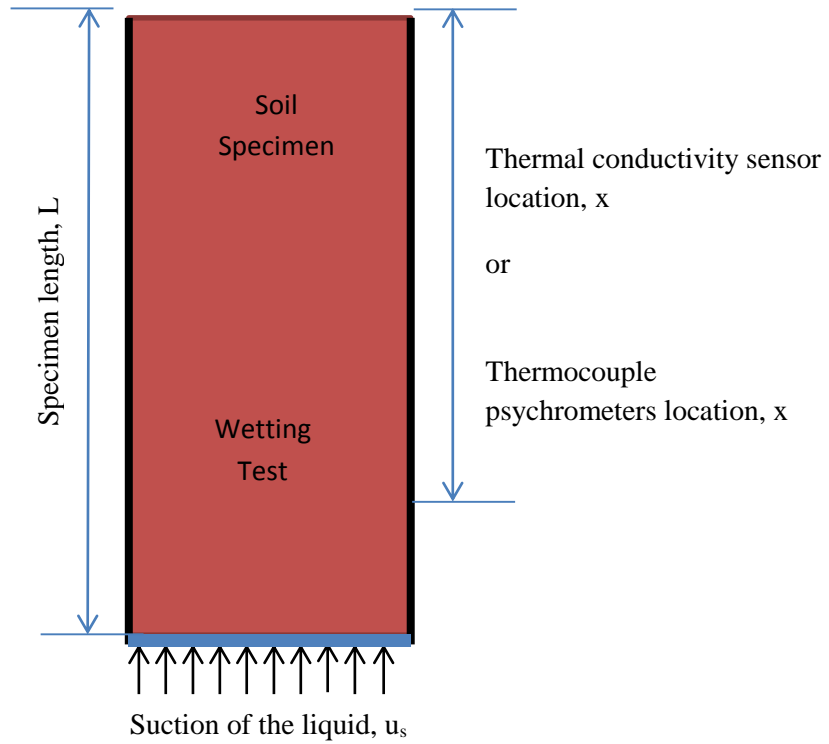 Soil
Specimen
Specimen length, L
Thermal conductivity sensor
location, x
or
Thermocouple
psychrometers location, x
Wetting
Test
Suction of the liquid, uₛ